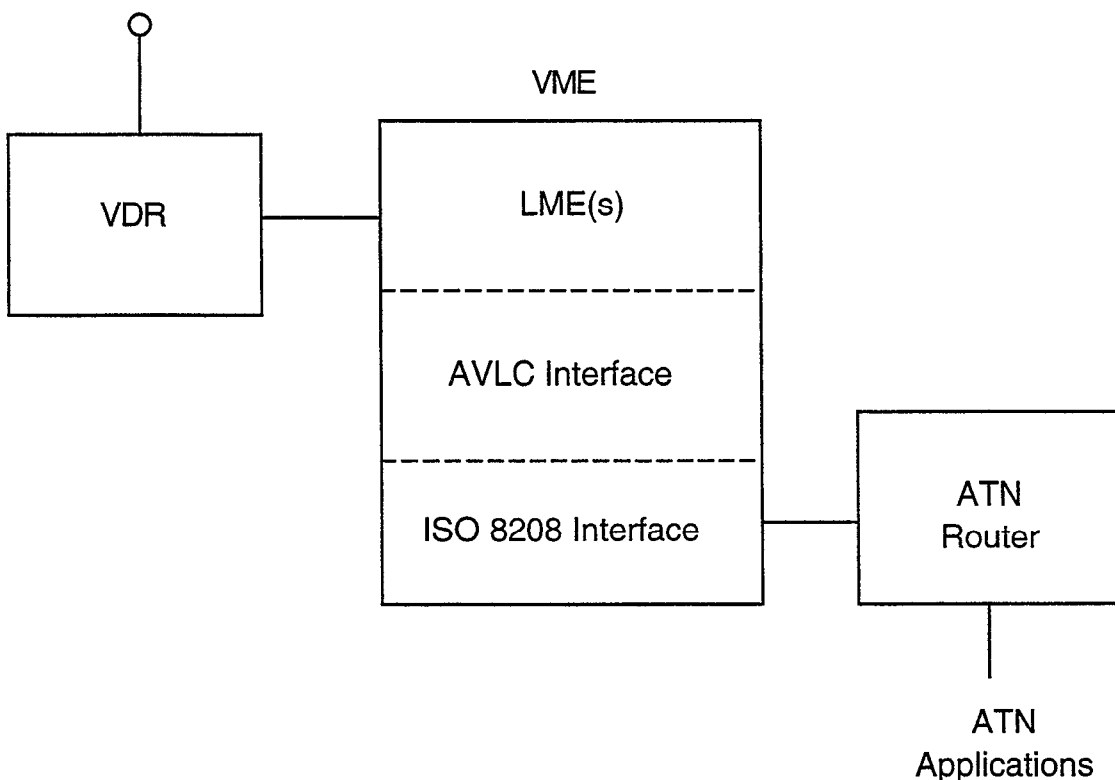 VME
VDR
LME(s)
AVLC Interface
ISO 8208 Interface
ATN
Router
ATN
Applications